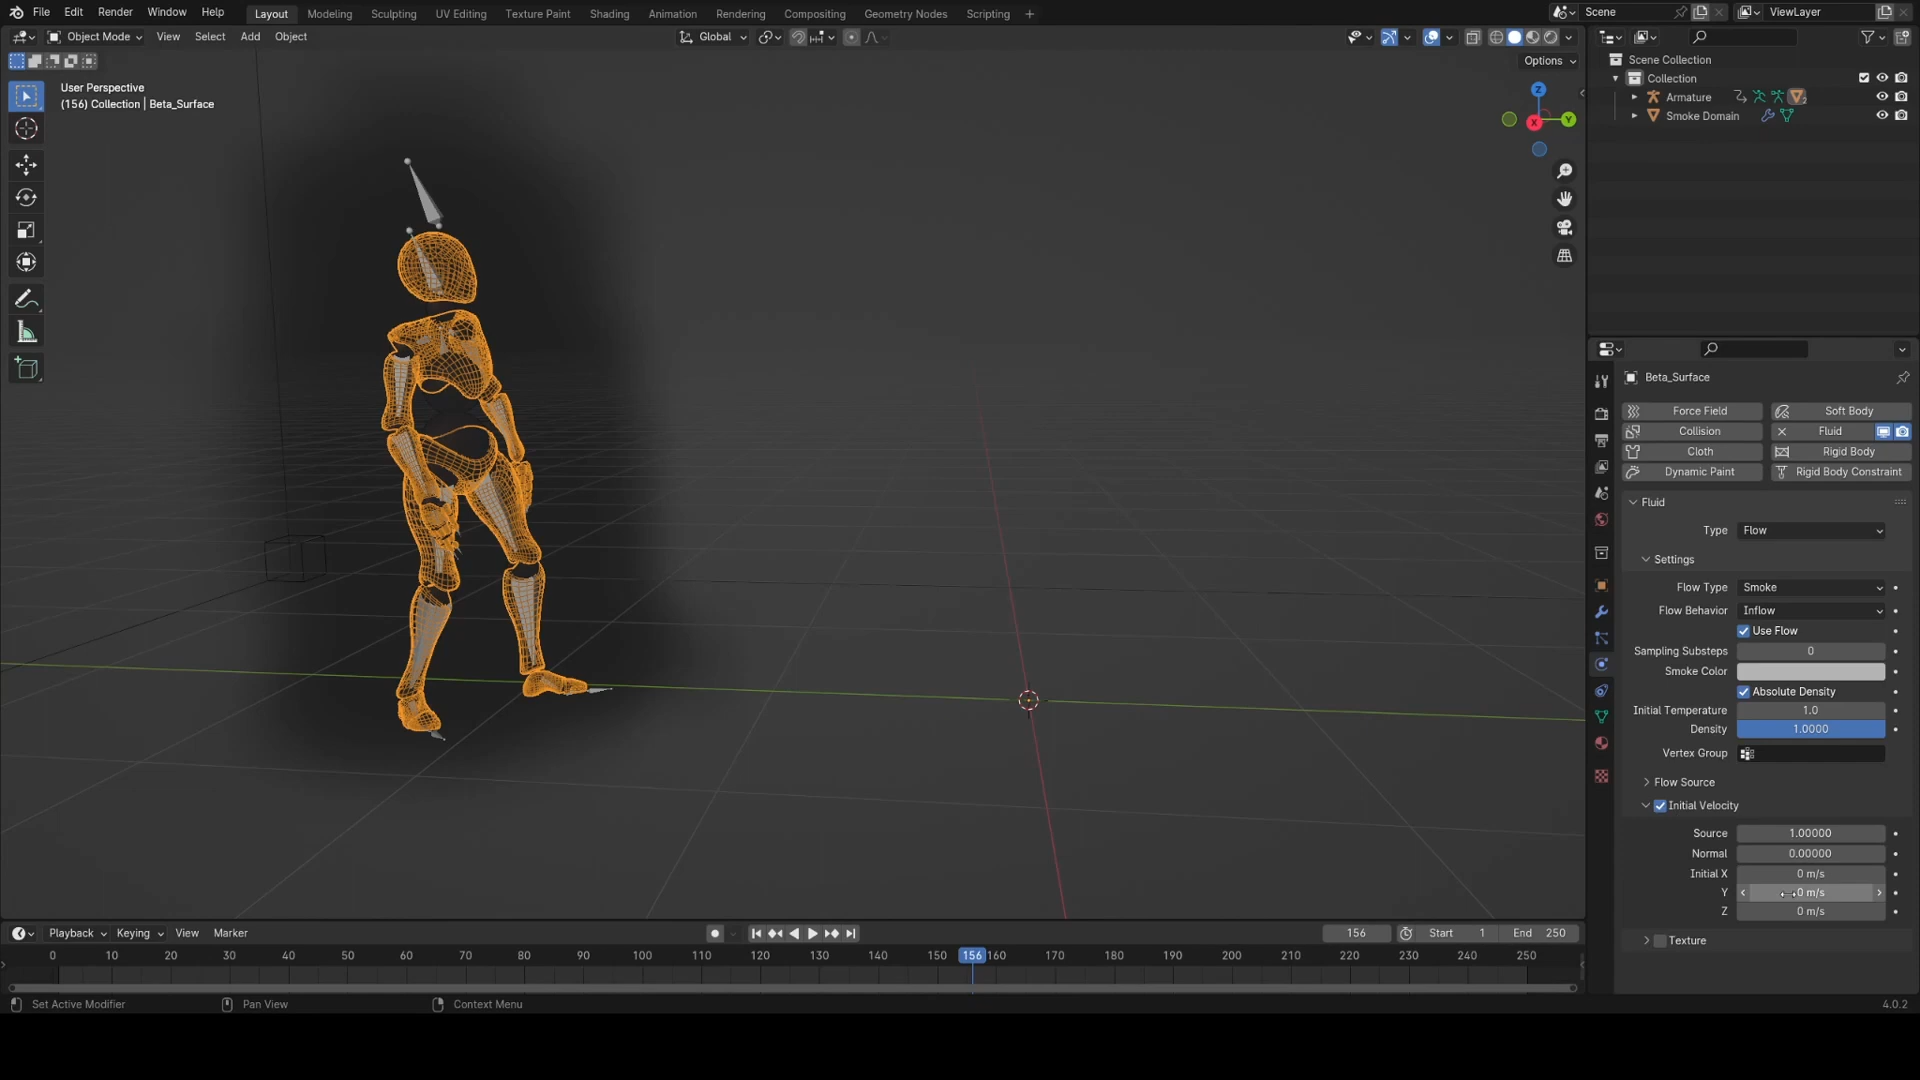 File Edit Render Window Help Layout Modeling Sculpting UV Editing Texture Paint Shading Animation Rendering Compositing Geometry Nodes Scripting + Scene ViewLayer
Object Mode View Select Add Object Global
Options
User Perspective
(156) Collection | Beta_Surface
Z
Y
X
Scene Collection
Collection
Armature 2
Smoke Domain
Beta_Surface
Force Field Soft Body
Collision Fluid
Cloth Rigid Body
Dynamic Paint Rigid Body Constraint
Fluid
Type Flow
Settings
Flow Type Smoke
Flow Behavior Inflow
Use Flow
Sampling Substeps 0
Smoke Color
Absolute Density
Initial Temperature 1.0
Density 1.0000
Vertex Group
Flow Source
Initial Velocity
Source 1.00000
Normal 0.00000
Initial X 0 m/s
Y 0 m/s
Z 0 m/s
Texture
Playback Keying View Marker 156 Start 1 End 250
0 10 20 30 40 50 60 70 80 90 100 110 120 130 140 150 156 160 170 180 190 200 210 220 230 240 250
Set Active Modifier Pan View Context Menu 4.0.2